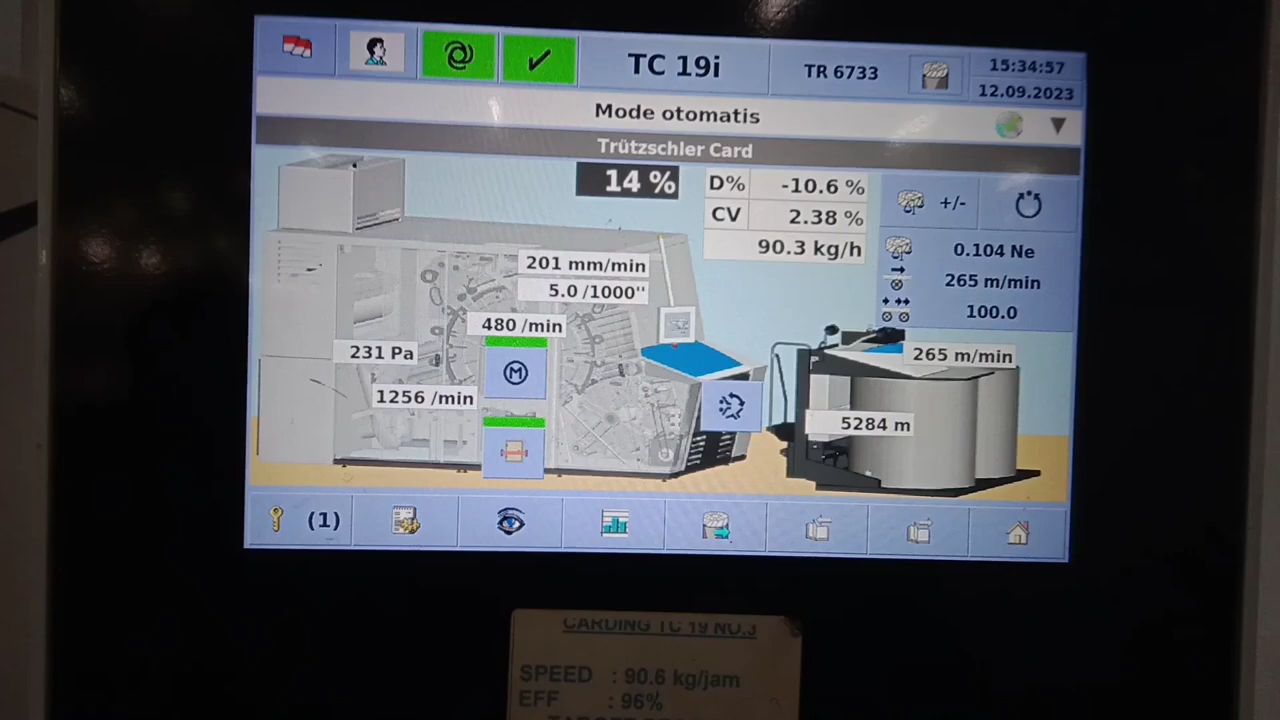 TC 19i
TR 6733
15:34:57
12.09.2023
Mode otomatis
Trützschler Card
14 %
D% -10.6 %
CV 2.38 %
90.3 kg/h
+/-
0.104 Ne
265 m/min
100.0
201 mm/min
5.0 /1000"
480 /min
231 Pa
1256 /min
M
265 m/min
5284 m
(1)
CARDING TC 19 NO.3
SPEED : 90.6 kg/jam
EFF : 96%